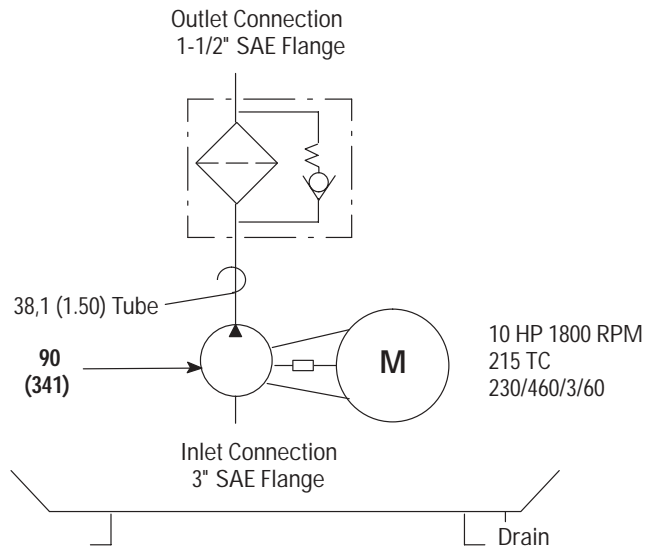 Outlet Connection
1-1/2" SAE Flange
38,1 (1.50) Tube
90
(341)
M
10 HP 1800 RPM
215 TC
230/460/3/60
Inlet Connection
3" SAE Flange
Drain